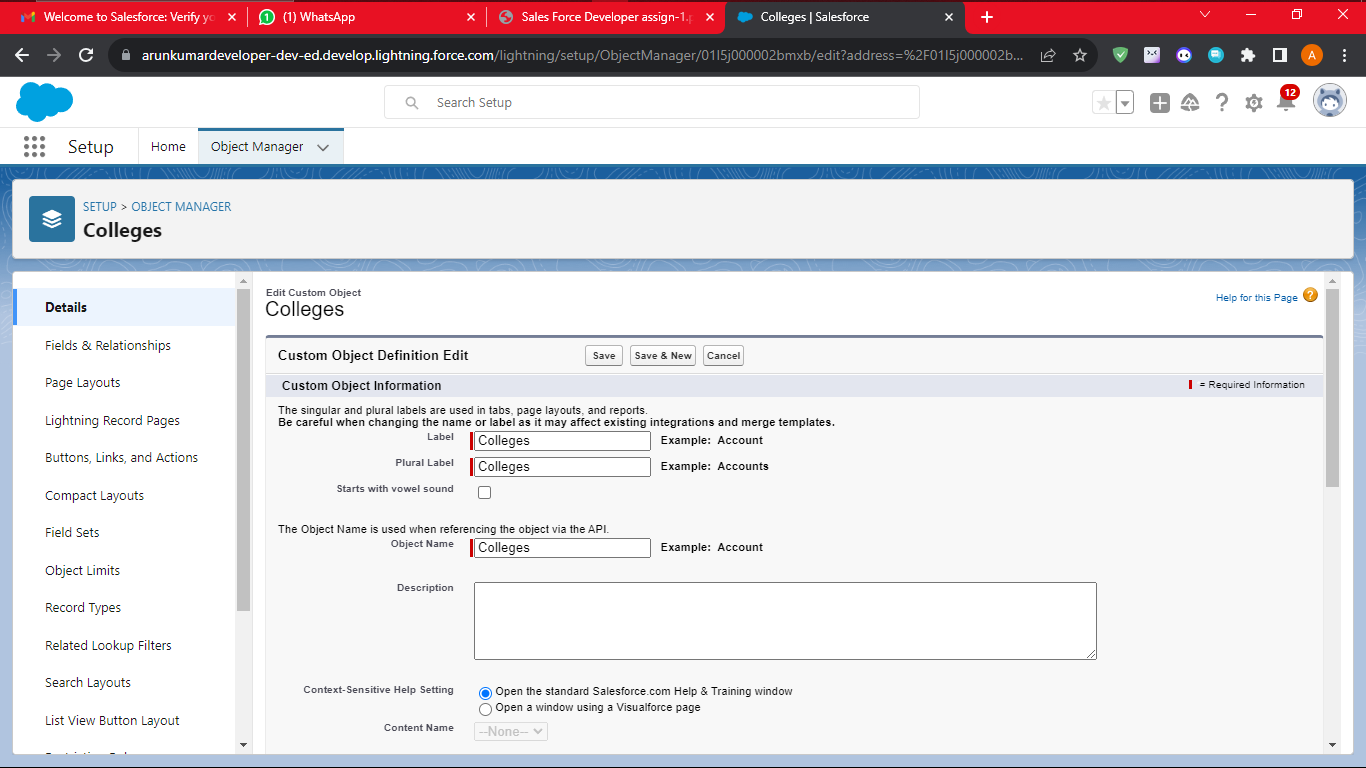 Welcome to Salesforce: Verify yo
(1) WhatsApp
Sales Force Developer assign-1.p
Colleges | Salesforce
arunkumardeveloper-dev-ed.develop.lightning.force.com/lightning/setup/ObjectManager/01I5j000002bmxb/edit?address=%2F01I5j000002b...
A
Search Setup
12
Setup
Home
Object Manager
SETUP > OBJECT MANAGER
Colleges
Details
Fields & Relationships
Page Layouts
Lightning Record Pages
Buttons, Links, and Actions
Compact Layouts
Field Sets
Object Limits
Record Types
Related Lookup Filters
Search Layouts
List View Button Layout
Edit Custom Object
Colleges
Help for this Page
Custom Object Definition Edit
Save
Save & New
Cancel
Custom Object Information
= Required Information
The singular and plural labels are used in tabs, page layouts, and reports.
Be careful when changing the name or label as it may affect existing integrations and merge templates.
Label Colleges Example: Account
Plural Label Colleges Example: Accounts
Starts with vowel sound
The Object Name is used when referencing the object via the API.
Object Name Colleges Example: Account
Description
Context-Sensitive Help Setting Open the standard Salesforce.com Help & Training window
Open a window using a Visualforce page
Content Name --None--